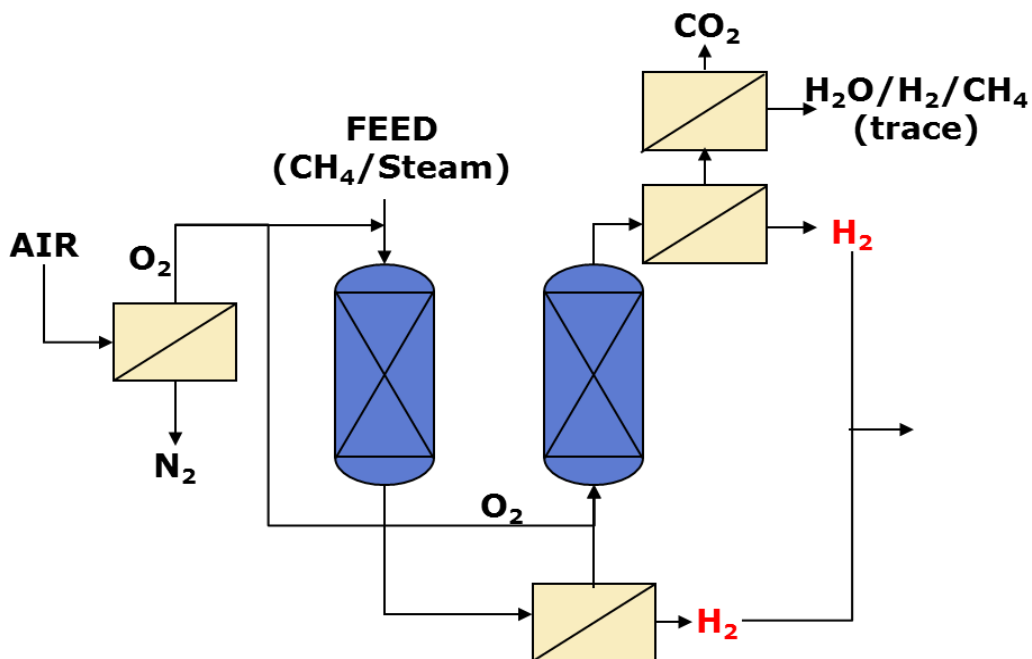 CO₂
H₂O/H₂/CH₄
(trace)
FEED
(CH₄/Steam)
AIR
O₂
H₂
N₂
O₂
H₂